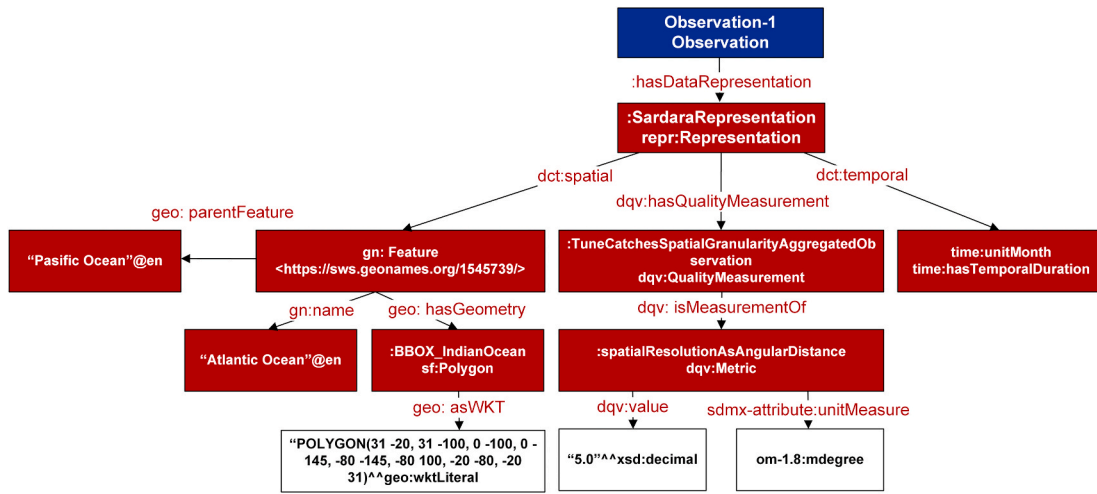 Observation-1
Observation
:hasDataRepresentation
:SardaraRepresentation
repr:Representation
dct:spatial
dqv:hasQualityMeasurement
dct:temporal
geo: parentFeature
“Pasific Ocean”@en
gn: Feature
<https://sws.geonames.org/1545739/>
:TuneCatchesSpatialGranularityAggregatedOb
servation
dqv:QualityMeasurement
time:unitMonth
time:hasTemporalDuration
gn:name
geo: hasGeometry
dqv: isMeasurementOf
“Atlantic Ocean”@en
:BBOX_IndianOcean
sf:Polygon
:spatialResolutionAsAngularDistance
dqv:Metric
geo: asWKT
dqv:value
sdmx-attribute:unitMeasure
“POLYGON(31 -20, 31 -100, 0 -100, 0 -
145, -80 -145, -80 100, -20 -80, -20
31)^^geo:wktLiteral
“5.0”^^xsd:decimal
om-1.8:mdegree